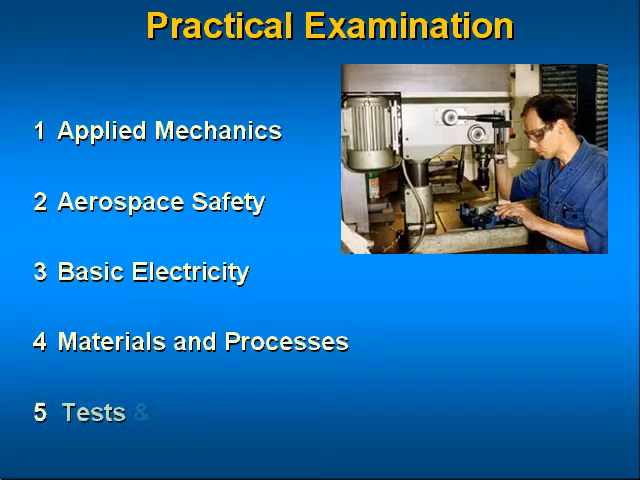 Practical Examination
1 Applied Mechanics
2 Aerospace Safety
3 Basic Electricity
4 Materials and Processes
5 Tests &